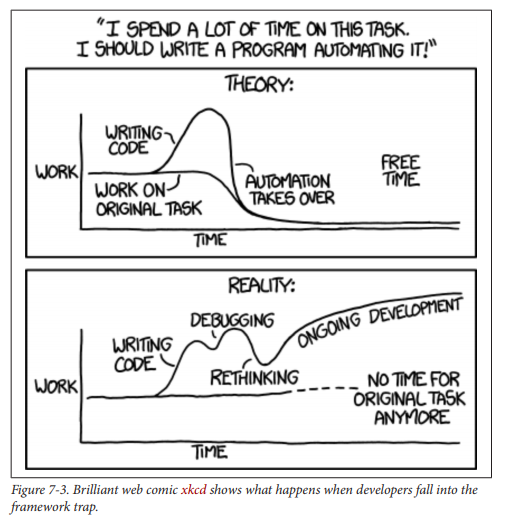 "I SPEND A LOT OF TIME ON THIS TASK.
I SHOULD WRITE A PROGRAM AUTOMATING IT!"
THEORY:
WRITING
CODE
WORK
WORK ON
ORIGINAL TASK
AUTOMATION
TAKES OVER
FREE
TIME
TIME
REALITY:
DEBUGGING
WRITING
CODE
RETHINKING
ONGOING DEVELOPMENT
WORK
NO TIME FOR
ORIGINAL TASK
ANYMORE
TIME
Figure 7-3. Brilliant web comic xkcd shows what happens when developers fall into the
framework trap.